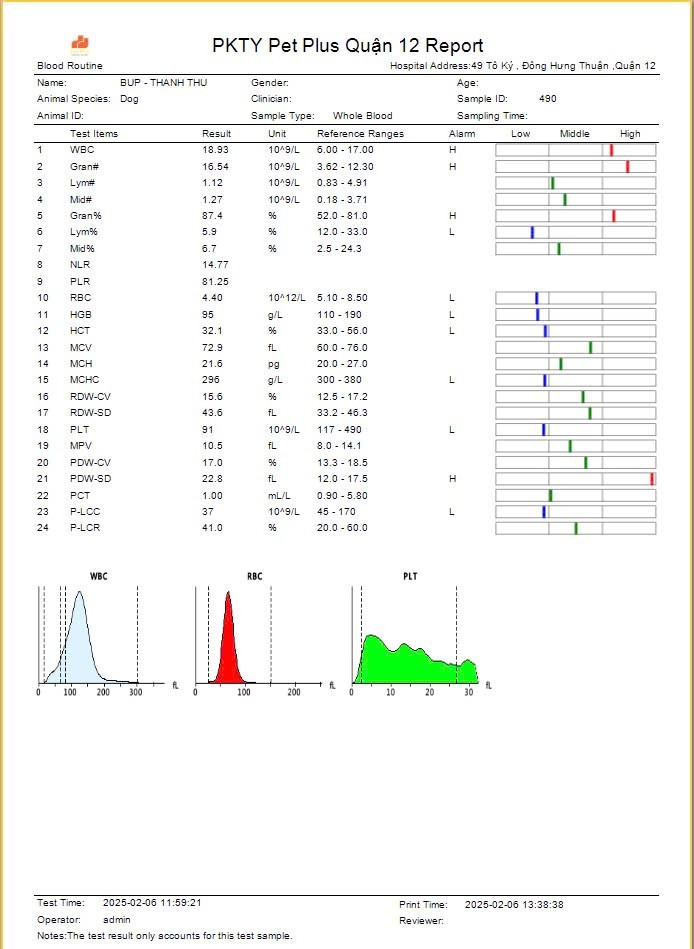 PKTY Pet Plus Quận 12 Report
Blood Routine Hospital Address:49 Tô Ký , Đông Hưng Thuận ,Quận 12
Name: BUP - THANH THU Gender: Age:
Animal Species: Dog Clinician: Sample ID: 490
Animal ID: Sample Type: Whole Blood Sampling Time:
Test Items Result Unit Reference Ranges Alarm Low Middle High
1 WBC 18.93 10^9/L 6.00 - 17.00 H
2 Gran# 16.54 10^9/L 3.62 - 12.30 H
3 Lym# 1.12 10^9/L 0.83 - 4.91
4 Mid# 1.27 10^9/L 0.18 - 3.71
5 Gran% 87.4 % 52.0 - 81.0 H
6 Lym% 5.9 % 12.0 - 33.0 L
7 Mid% 6.7 % 2.5 - 24.3
8 NLR 14.77
9 PLR 81.25
10 RBC 4.40 10^12/L 5.10 - 8.50 L
11 HGB 95 g/L 110 - 190 L
12 HCT 32.1 % 33.0 - 56.0 L
13 MCV 72.9 fL 60.0 - 76.0
14 MCH 21.6 pg 20.0 - 27.0
15 MCHC 296 g/L 300 - 380 L
16 RDW-CV 15.6 % 12.5 - 17.2
17 RDW-SD 43.6 fL 33.2 - 46.3
18 PLT 91 10^9/L 117 - 490 L
19 MPV 10.5 fL 8.0 - 14.1
20 PDW-CV 17.0 % 13.3 - 18.5
21 PDW-SD 22.8 fL 12.0 - 17.5 H
22 PCT 1.00 mL/L 0.90 - 5.80
23 P-LCC 37 10^9/L 45 - 170 L
24 P-LCR 41.0 % 20.0 - 60.0
WBC RBC PLT
0 100 200 300 fL 0 100 200 fL 0 10 20 30 fL
Test Time: 2025-02-06 11:59:21 Print Time: 2025-02-06 13:38:38
Operator: admin Reviewer:
Notes:The test result only accounts for this test sample.